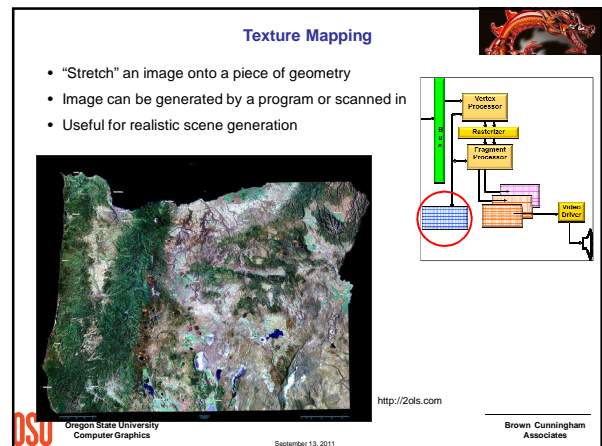 Texture Mapping
• “Stretch” an image onto a piece of geometry
• Image can be generated by a program or scanned in
• Useful for realistic scene generation
Bus
Vertex
Processor
Rasterizer
Fragment
Processor
Video
Driver
http://2ols.com
OSU
Oregon State University
Computer Graphics
September 13, 2011
Brown Cunningham
Associates